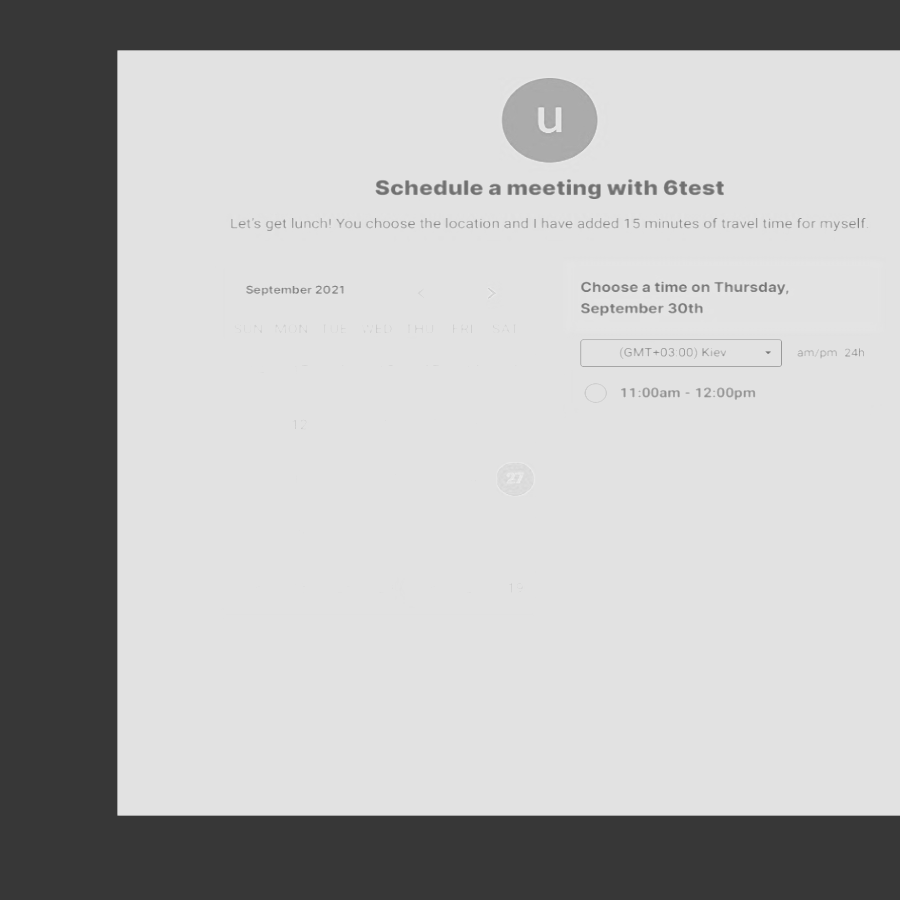 u
Schedule a meeting with 6test
Let's get lunch! You choose the location and I have added 15 minutes of travel time for myself.
September 2021
SUN MON TUE WED THU FRI SAT
12
27
Choose a time on Thursday,
September 30th
(GMT+03:00) Kiev
am/pm 24h
11:00am - 12:00pm